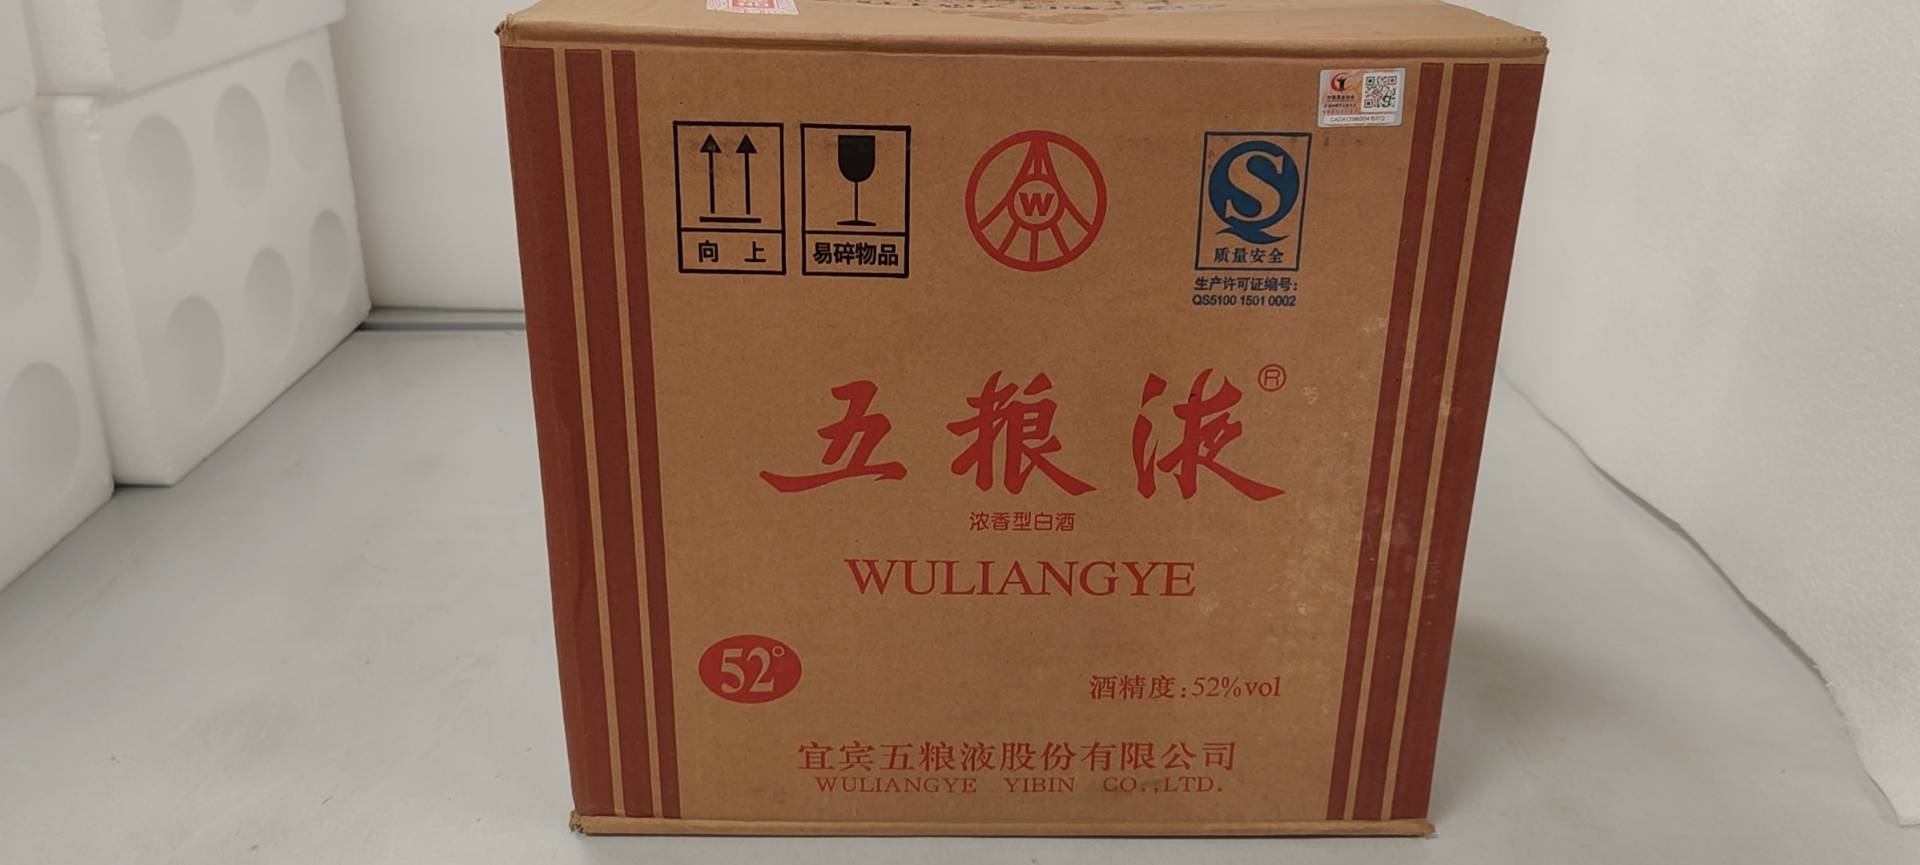 向 上
易碎物品
W
S
质量安全
生产许可证编号:
QS5100 1501 0002
五粮液®
浓香型白酒
WULIANGYE
52°
酒精度:52%vol
宜宾五粮液股份有限公司
WULIANGYE YIBIN CO.,LTD.